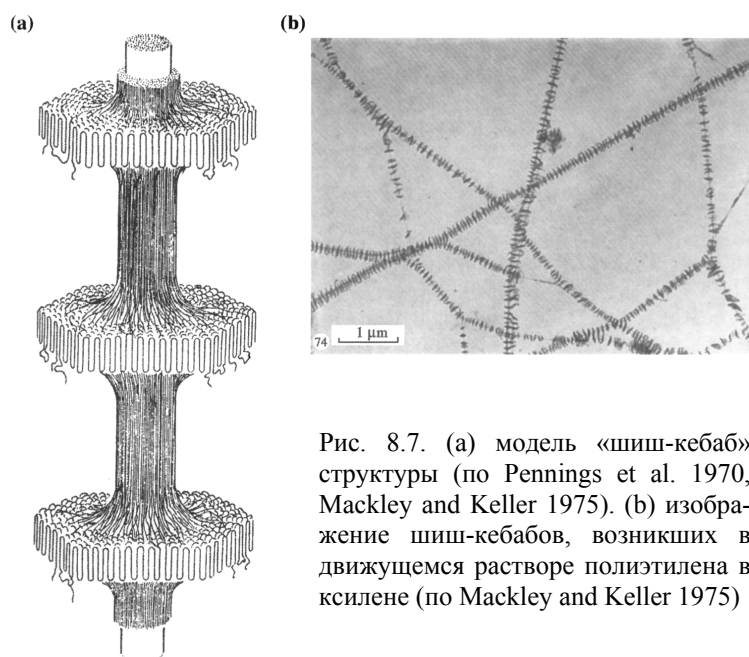 (a)
(b)
74
1 μm
Рис. 8.7. (a) модель «шиш-кебаб»
структуры (по Pennings et al. 1970,
Mackley and Keller 1975). (b) изобра-
жение шиш-кебабов, возникших в
движущемся растворе полиэтилена в
ксилене (по Mackley and Keller 1975)